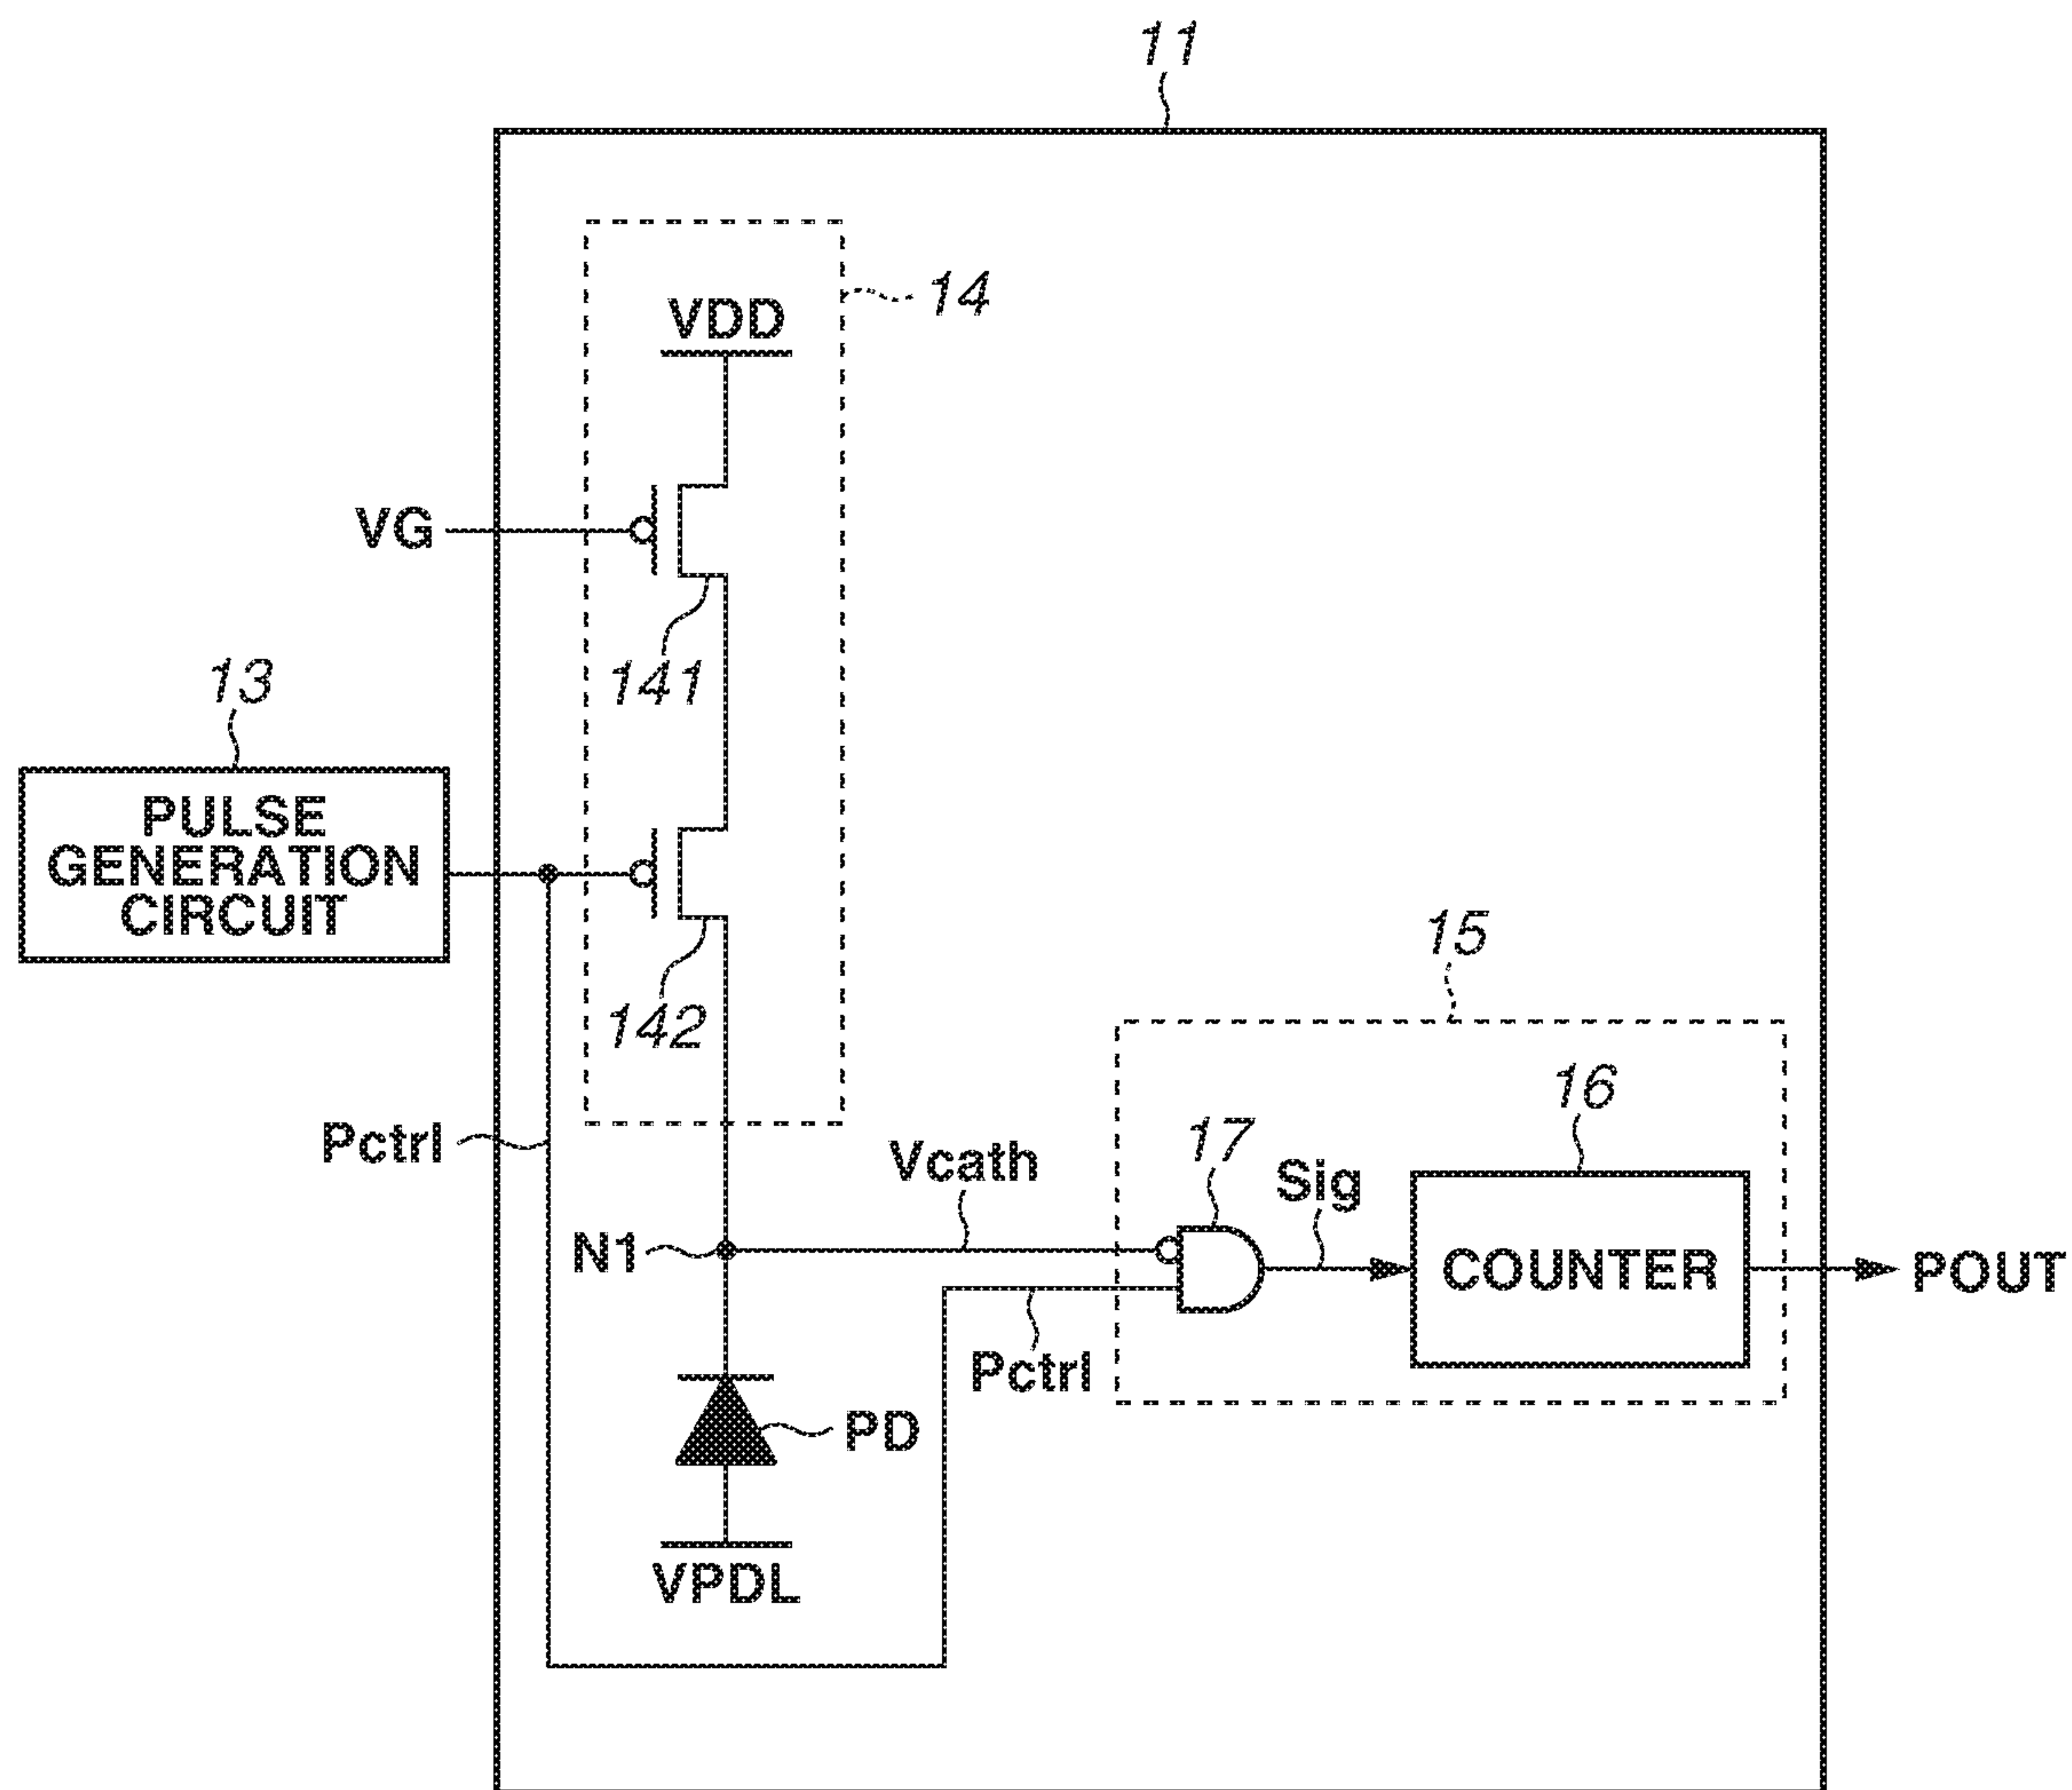 11
14
VDD
VG
141
13
PULSE
GENERATION
CIRCUIT
142
15
16
Pctrl
17
Vcath
Sig
N1
COUNTER
POUT
Pctrl
PD
VPDL